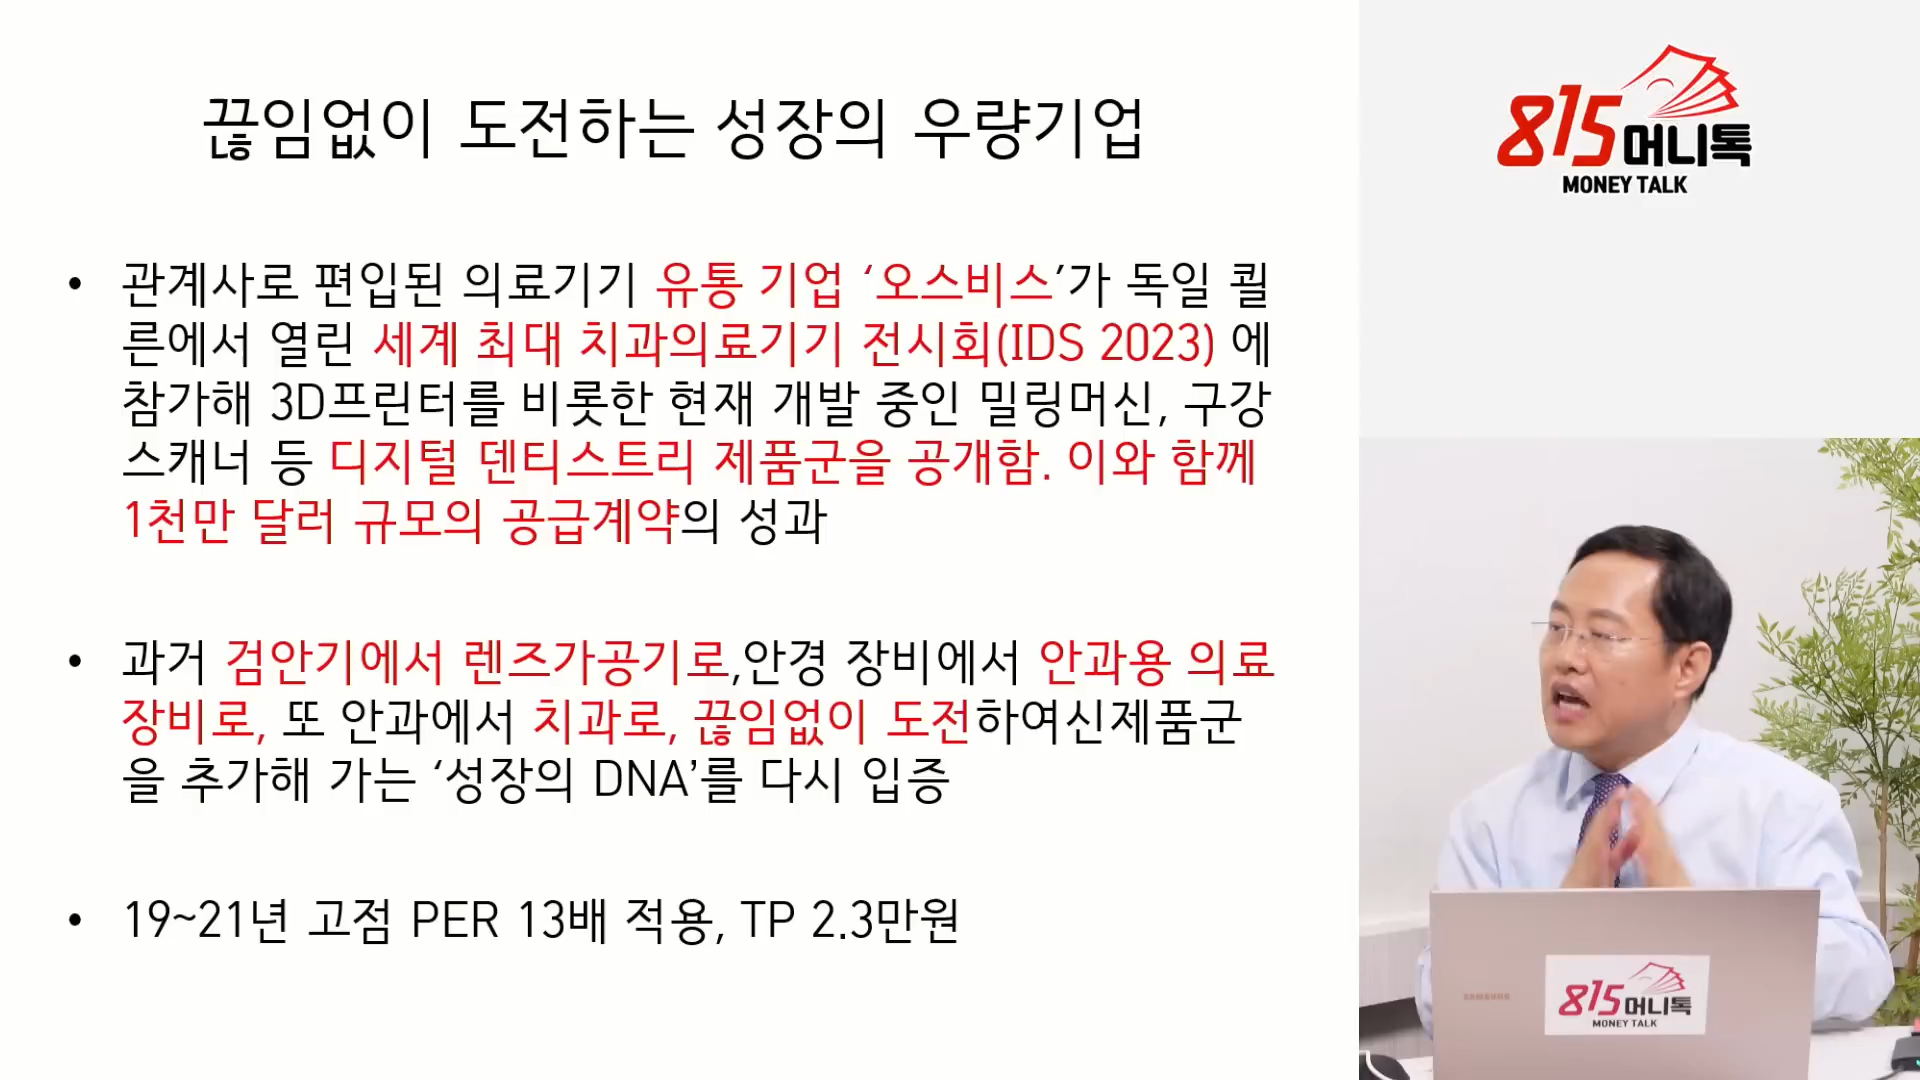 끊임없이 도전하는 성장의 우량기업
• 관계사로 편입된 의료기기 유통 기업 ‘오스비스’가 독일 쾰
른에서 열린 세계 최대 치과의료기기 전시회(IDS 2023) 에
참가해 3D프린터를 비롯한 현재 개발 중인 밀링머신, 구강
스캐너 등 디지털 덴티스트리 제품군을 공개함. 이와 함께
1천만 달러 규모의 공급계약의 성과
• 과거 검안기에서 렌즈가공기로,안경 장비에서 안과용 의료
장비로, 또 안과에서 치과로, 끊임없이 도전하여신제품군
을 추가해 가는 ‘성장의 DNA’를 다시 입증
• 19~21년 고점 PER 13배 적용, TP 2.3만원
815머니톡
MONEY TALK
SAMSUNG
815머니톡
MONEY TALK